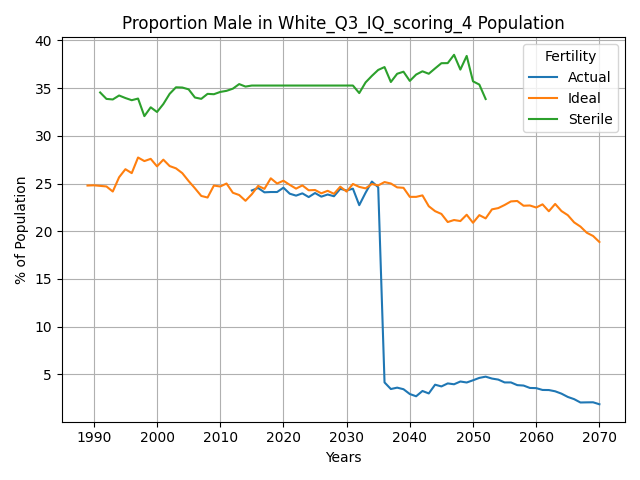 Proportion Male in White_Q3_IQ_scoring_4 Population
40
35
30
25
20
15
10
5
% of Population
Fertility
Actual
Ideal
Sterile
1990 2000 2010 2020 2030 2040 2050 2060 2070
Years